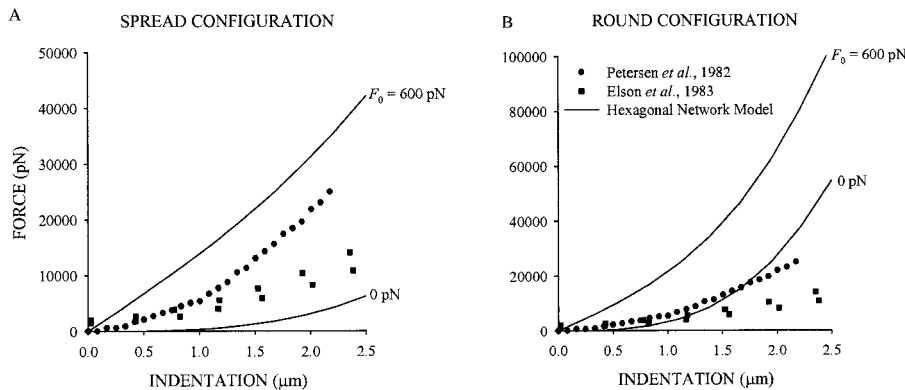 A
SPREAD CONFIGURATION
50000
40000
30000
20000
10000
0
FORCE (pN)
F₀ = 600 pN
0 pN
0.0 0.5 1.0 1.5 2.0 2.5
INDENTATION (µm)
B
ROUND CONFIGURATION
100000
80000
60000
40000
20000
0
Petersen et al., 1982
Elson et al., 1983
Hexagonal Network Model
F₀ = 600 pN
0 pN
0.0 0.5 1.0 1.5 2.0 2.5
INDENTATION (µm)